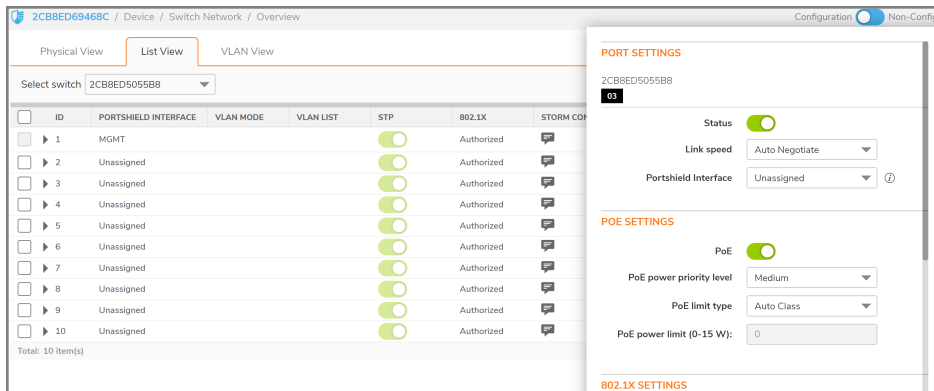 2CB8ED69468C / Device / Switch Network / Overview
Configuration Non-Config
Physical View List View VLAN View
Select switch 2CB8ED5055B8
ID PORTSHIELD INTERFACE VLAN MODE VLAN LIST STP 802.1X STORM CON
1 MGMT Authorized
2 Unassigned Authorized
3 Unassigned Authorized
4 Unassigned Authorized
5 Unassigned Authorized
6 Unassigned Authorized
7 Unassigned Authorized
8 Unassigned Authorized
9 Unassigned Authorized
10 Unassigned Authorized
Total: 10 item(s)
PORT SETTINGS
2CB8ED5055B8
03
Status
Link speed Auto Negotiate
Portshield Interface Unassigned i
POE SETTINGS
PoE
PoE power priority level Medium
PoE limit type Auto Class
PoE power limit (0-15 W): 0
802.1X SETTINGS